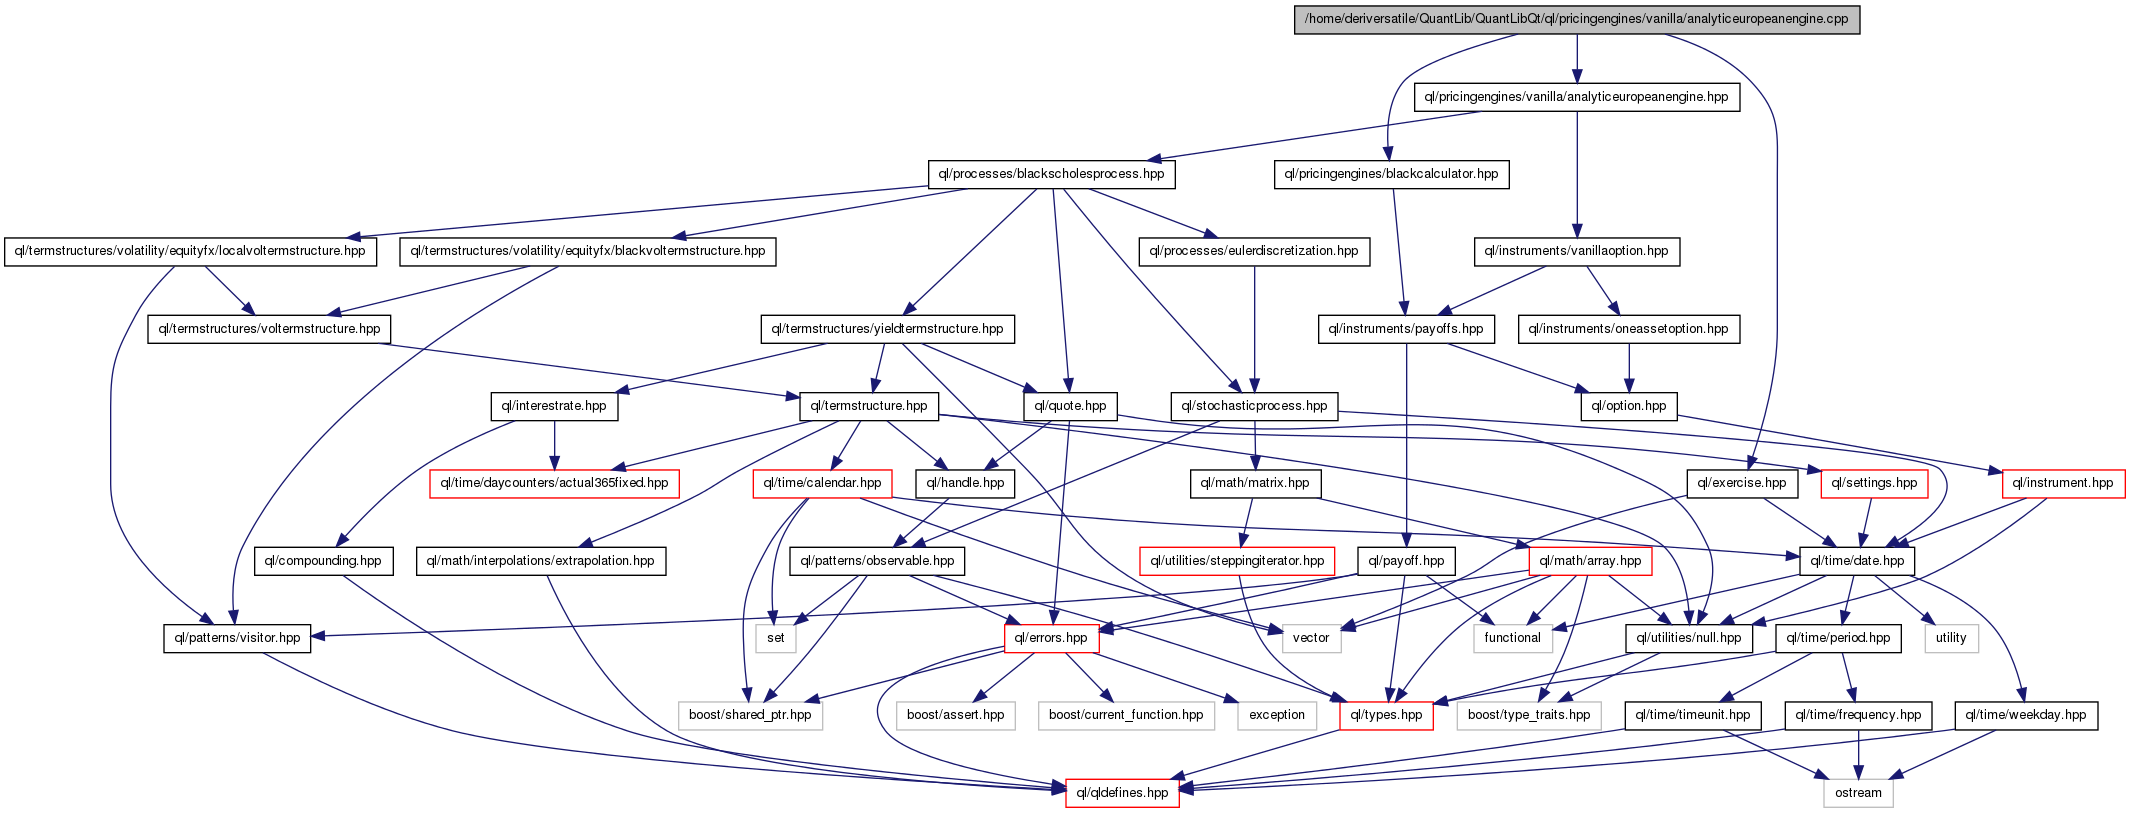 /home/deriversatile/QuantLib/QuantLibQt/ql/pricingengines/vanilla/analyticeuropeanengine.cpp
ql/pricingengines/vanilla/analyticeuropeanengine.hpp
ql/processes/blackscholesprocess.hpp
ql/pricingengines/blackcalculator.hpp
ql/termstructures/volatility/equityfx/localvoltermstructure.hpp
ql/termstructures/volatility/equityfx/blackvoltermstructure.hpp
ql/processes/eulerdiscretization.hpp
ql/instruments/vanillaoption.hpp
ql/termstructures/voltermstructure.hpp
ql/termstructures/yieldtermstructure.hpp
ql/instruments/payoffs.hpp
ql/instruments/oneassetoption.hpp
ql/interestrate.hpp
ql/termstructure.hpp
ql/quote.hpp
ql/stochasticprocess.hpp
ql/option.hpp
ql/time/daycounters/actual365fixed.hpp
ql/time/calendar.hpp
ql/handle.hpp
ql/math/matrix.hpp
ql/exercise.hpp
ql/settings.hpp
ql/instrument.hpp
ql/compounding.hpp
ql/math/interpolations/extrapolation.hpp
ql/patterns/observable.hpp
ql/utilities/steppingiterator.hpp
ql/payoff.hpp
ql/math/array.hpp
ql/time/date.hpp
ql/patterns/visitor.hpp
set
ql/errors.hpp
vector
functional
ql/utilities/null.hpp
ql/time/period.hpp
utility
boost/shared_ptr.hpp
boost/assert.hpp
boost/current_function.hpp
exception
ql/types.hpp
boost/type_traits.hpp
ql/time/timeunit.hpp
ql/time/frequency.hpp
ql/time/weekday.hpp
ql/qldefines.hpp
ostream